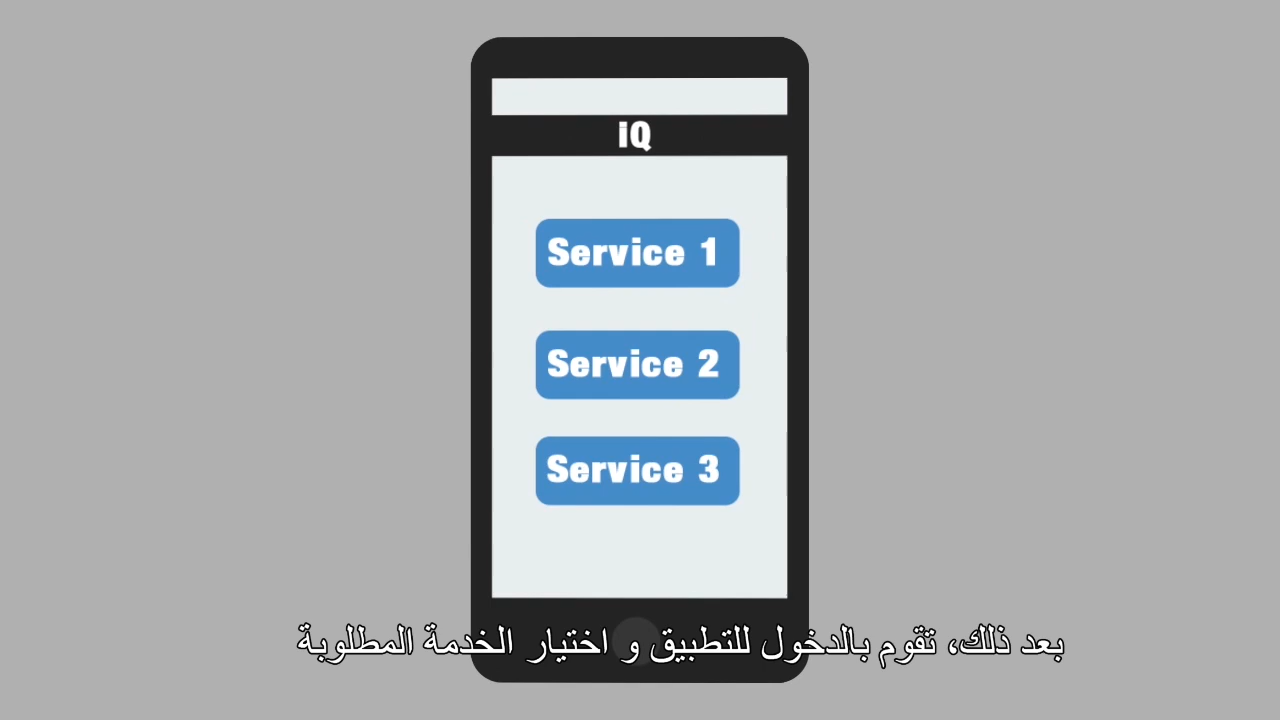 iQ
Service 1
Service 2
Service 3
بعد ذلك، تقوم بالدخول للتطبيق و اختيار الخدمة المطلوبة